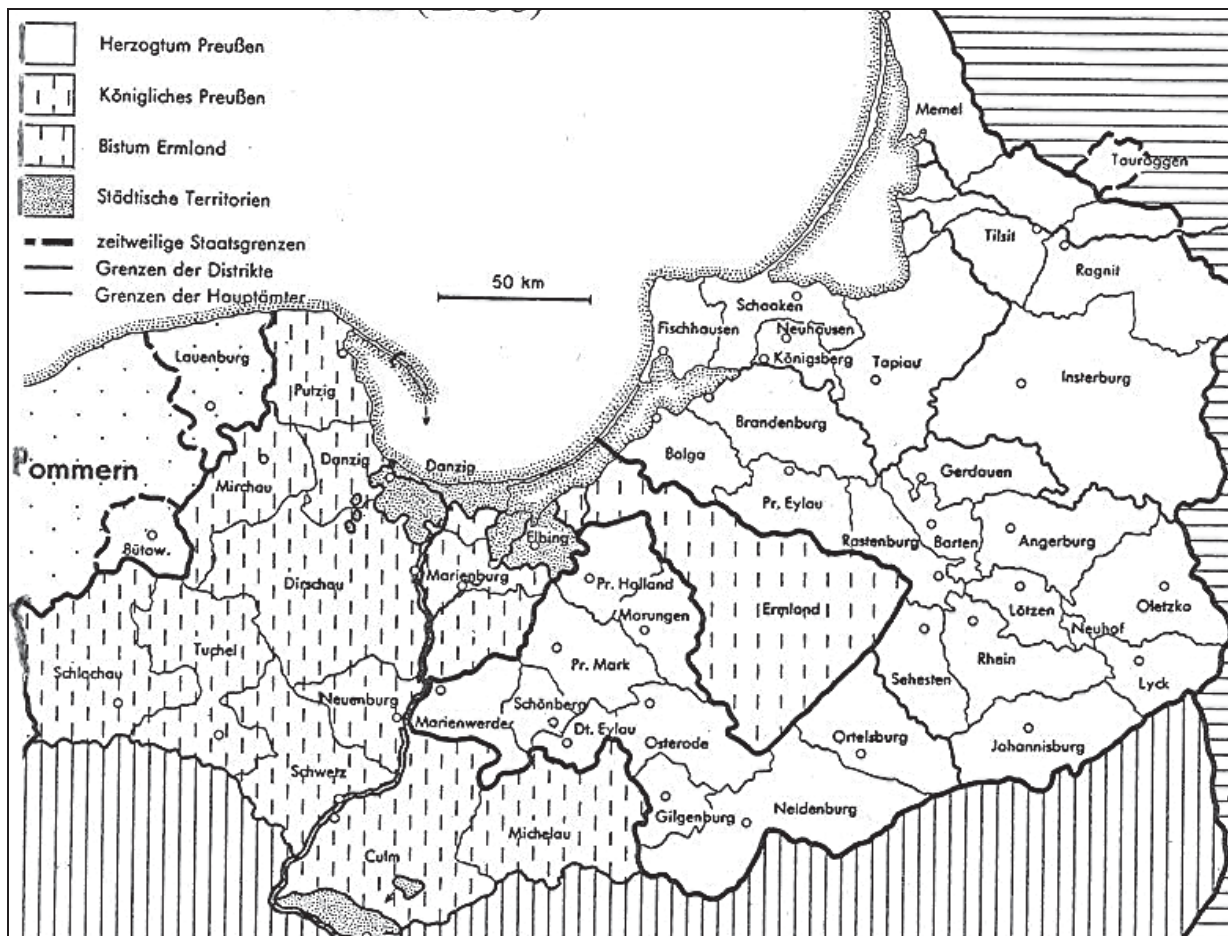 Herzogtum Preußen
Königliches Preußen
Bistum Ermland
Städtische Territorien
zeitweilige Staatsgrenzen
Grenzen der Distrikte
Grenzen der Hauptämter
50 km
Memel
Tauroggen
Tilsit
Ragnit
Schaaken
Fischhausen
Neuhausen
Königsberg
Tapiau
Insterburg
Lauenburg
Putzig
Brandenburg
Balga
Gerdauen
Pommern
Mirchau
Danzig
Danzig
Pr. Eylau
Bütow.
Elbing
Rastenburg
Barten
Angerburg
Dirschau
Marienburg
Pr. Holland
Ermland
Morungen
Lötzen
Oletzko
Neuhof
Schlochau
Tuchel
Pr. Mark
Sehesten
Rhein
Lyck
Neuenburg
Marienwerder
Schönberg
Dt. Eylau
Osterode
Ortelsburg
Johannisburg
Schwetz
Gilgenburg
Neidenburg
Michelau
Culm